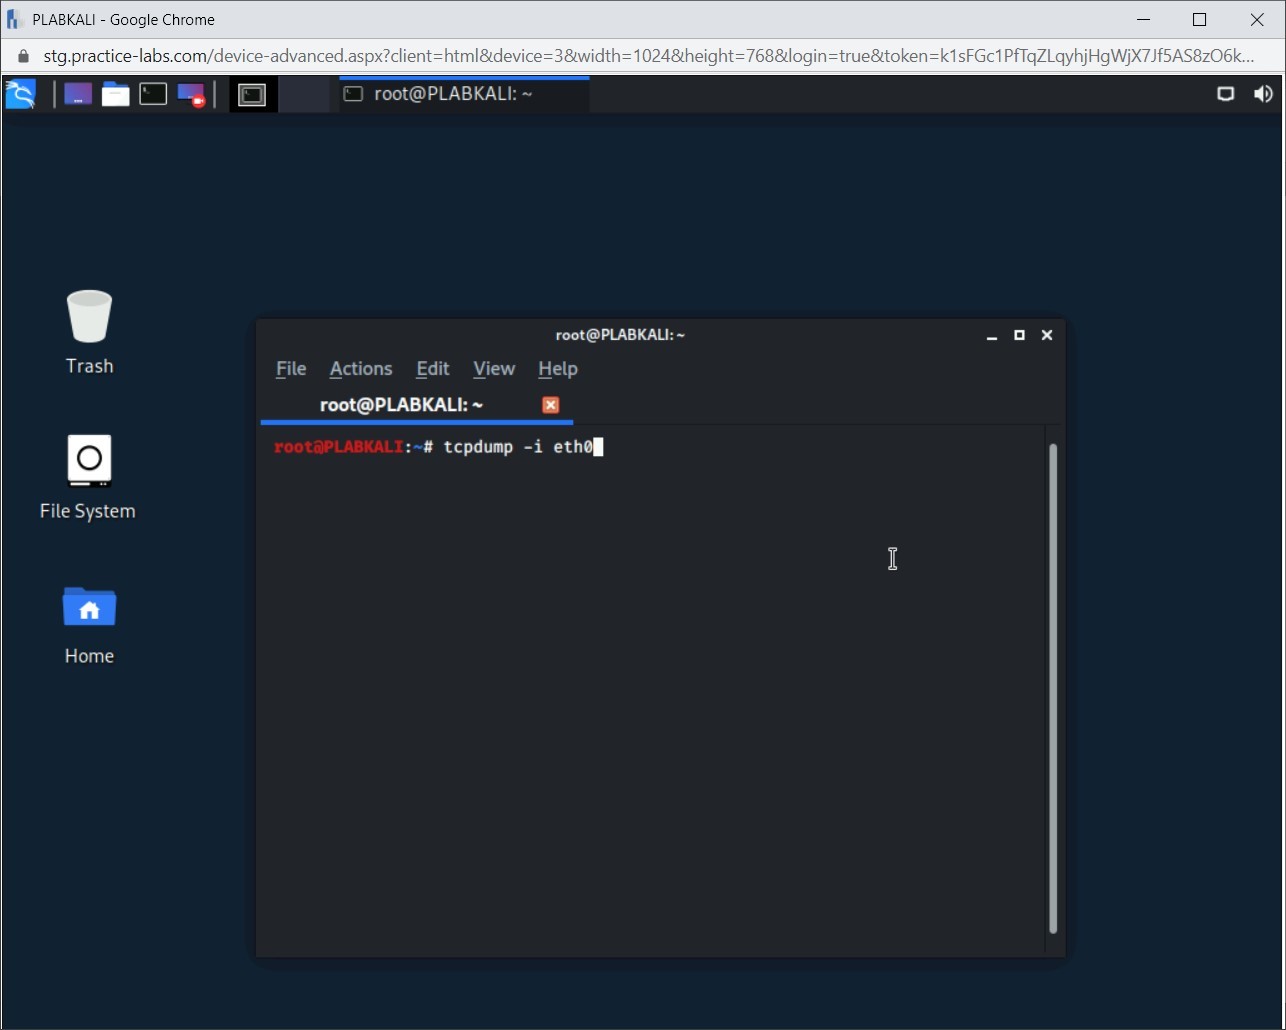 PLABKALI - Google Chrome
stg.practice-labs.com/device-advanced.aspx?client=html&device=3&width=1024&height=768&login=true&token=k1sFGc1PfTqZLqyhjHgWjX7Jf5AS8zO6k...
root@PLABKALI: ~
Trash
File System
Home
root@PLABKALI: ~
File Actions Edit View Help
root@PLABKALI: ~
root@PLABKALI:~# tcpdump -i eth0